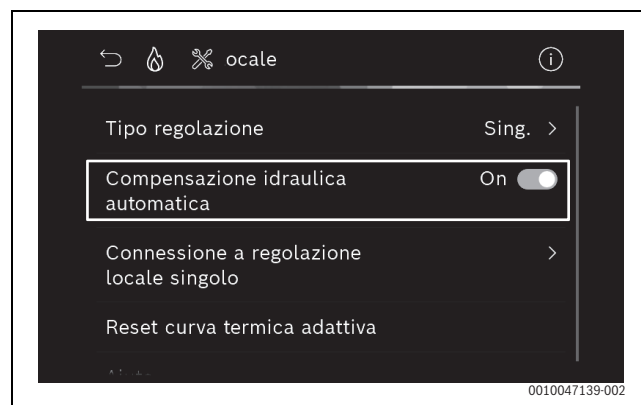 ocale
Tipo regolazione Sing. >
Compensazione idraulica On
automatica
Connessione a regolazione >
locale singolo
Reset curva termica adattiva
0010047139-002